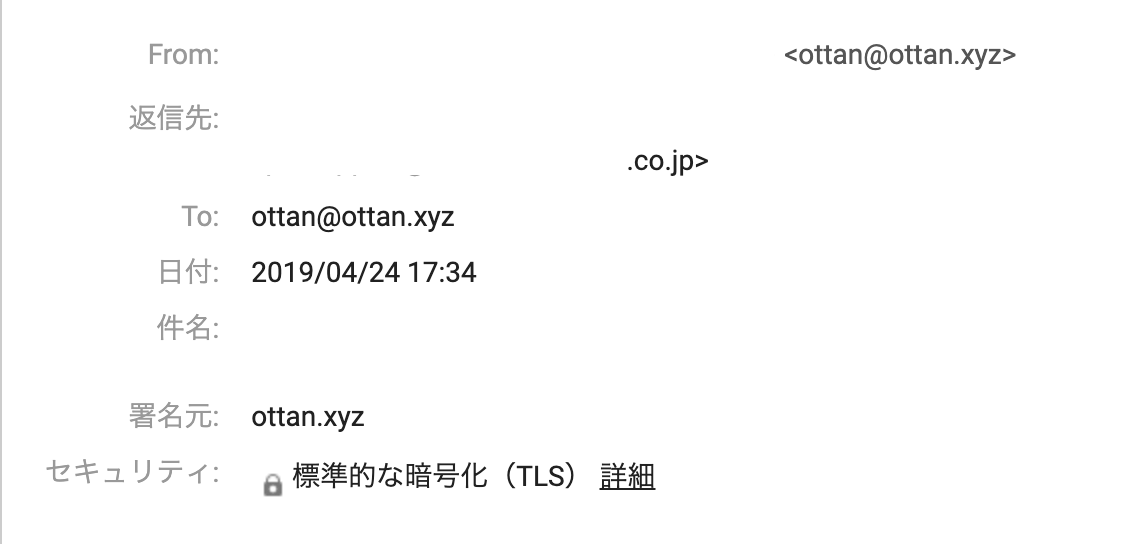 From: <ottan@ottan.xyz>
返信先:
.co.jp>
To: ottan@ottan.xyz
日付: 2019/04/24 17:34
件名:
署名元: ottan.xyz
セキュリティ: 標準的な暗号化（TLS） 詳細